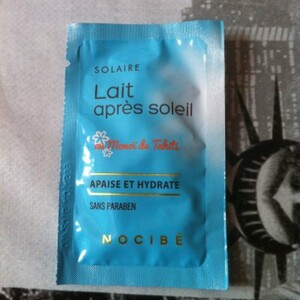 SOLAIRE
Lait
après soleil
au Monoï de Tahiti
APAISE ET HYDRATE
SANS PARABEN
NOCIBÉ